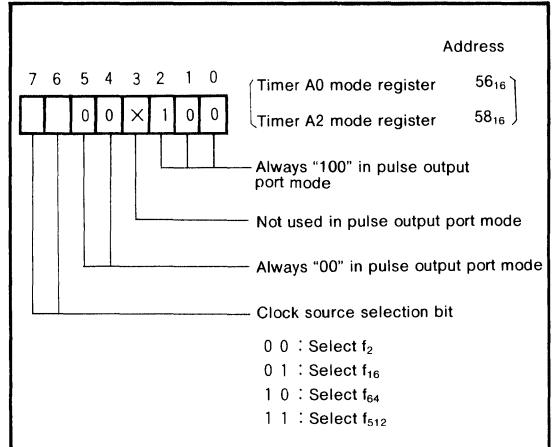 Address
7 6 5 4 3 2 1 0
Timer A0 mode register 56₁₆
0 0 × 1 0 0
Timer A2 mode register 58₁₆
Always “100” in pulse output
port mode
Not used in pulse output port mode
Always “00” in pulse output port mode
Clock source selection bit
0 0 : Select f₂
0 1 : Select f₁₆
1 0 : Select f₆₄
1 1 : Select f₅₁₂